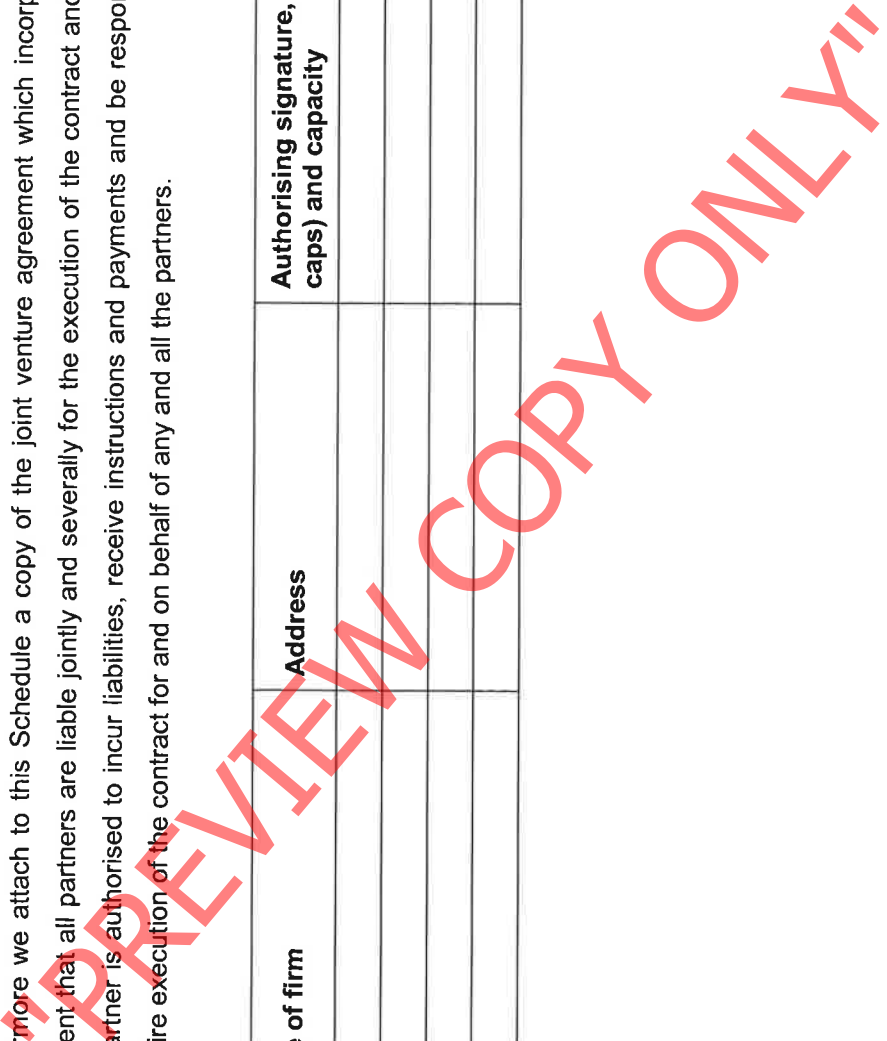 rmore we attach to this Schedule a copy of the joint venture agreement which incorp
ent that all partners are liable jointly and severally for the execution of the contract and
artner is authorised to incur liabilities, receive instructions and payments and be respon
ire execution of the contract for and on behalf of any and all the partners.
e of firm
Address
Authorising signature,
caps) and capacity
"PREVIEW COPY ONLY"